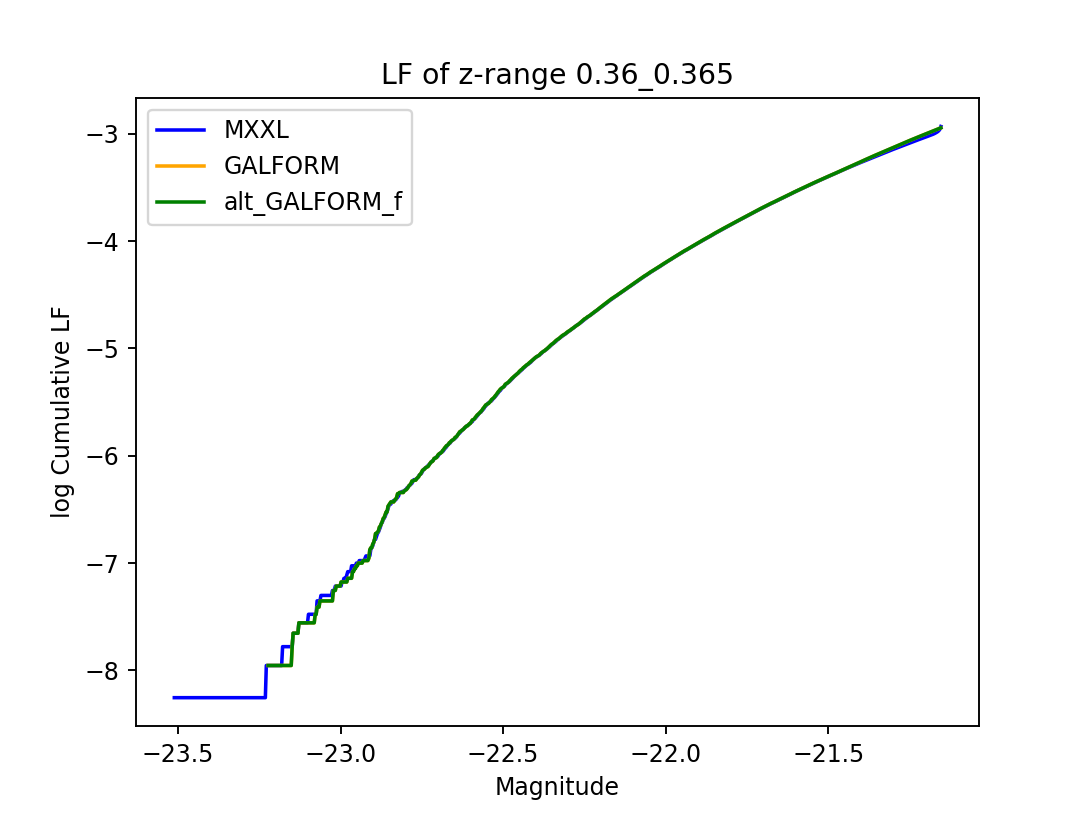 LF of z-range 0.36_0.365
MXXL
GALFORM
alt_GALFORM_f
−3
−4
−5
−6
−7
−8
log Cumulative LF
−23.5
−23.0
−22.5
−22.0
−21.5
Magnitude